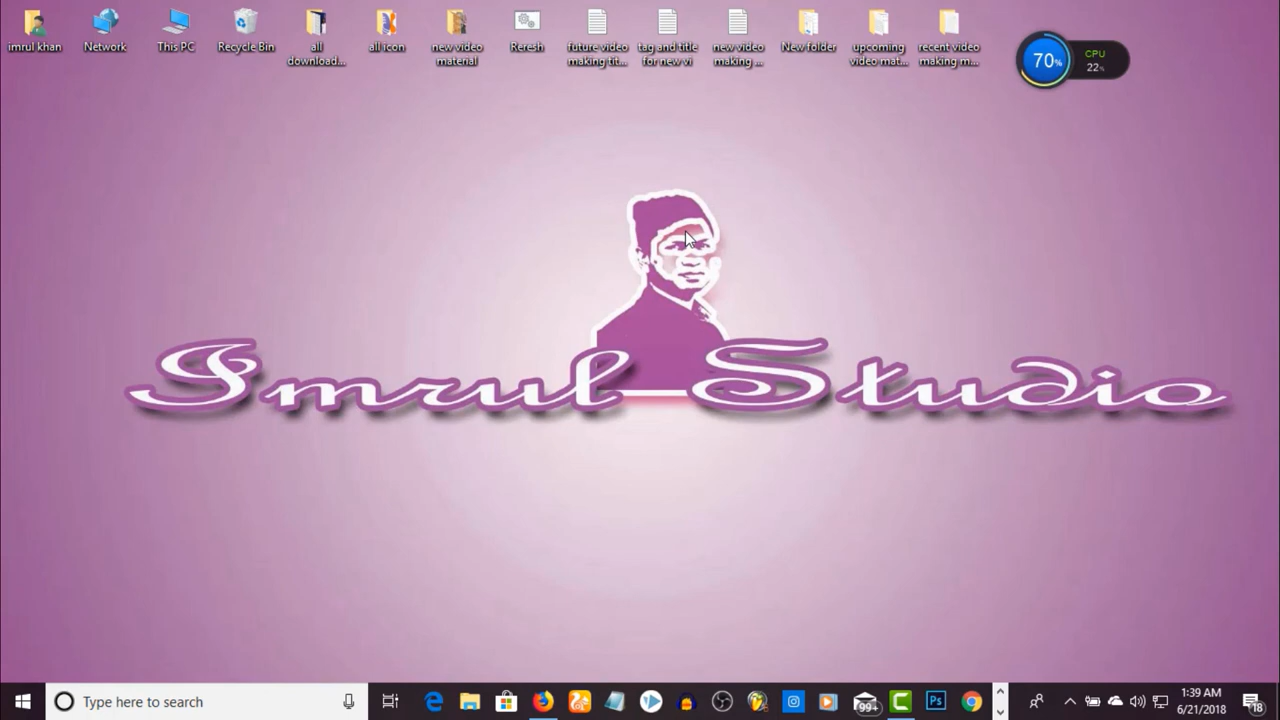 imrul khan
Network
This PC
Recycle Bin
all
download...
all icon
new video
material
Reresh
future video
making tit...
tag and title
for new vi
new video
making ...
New folder
upcoming
video mat...
recent video
making m...
70%
CPU
22%
Imrul Studio
Type here to search
99+
Ps
1:39 AM
6/21/2018
18